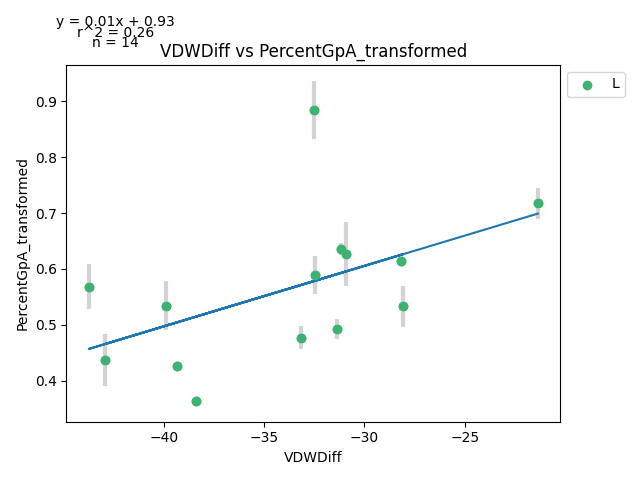 y = 0.01x + 0.93
r^2 = 0.26
n = 14
VDWDiff vs PercentGpA_transformed
L
PercentGpA_transformed
0.9
0.8
0.7
0.6
0.5
0.4
−40
−35
−30
−25
VDWDiff